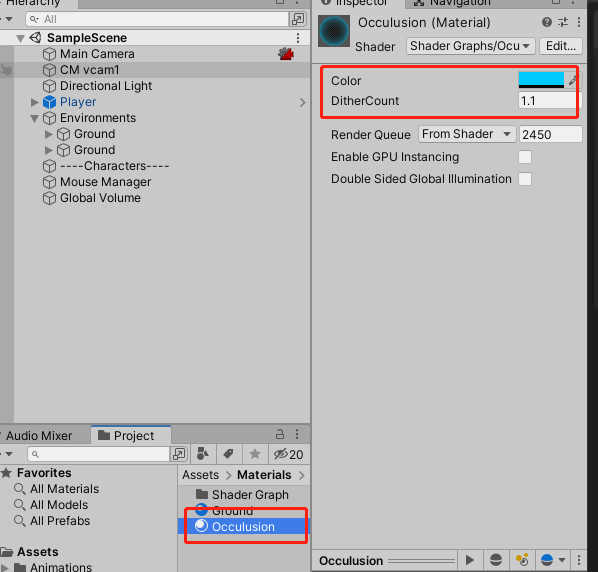 Hierarchy
All
SampleScene
Main Camera
CM vcam1
Directional Light
Player
Environments
Ground
Ground
----Characters----
Mouse Manager
Global Volume
Inspector
Navigation
Occulusion (Material)
Shader
Shader Graphs/Occu
Edit...
Color
DitherCount
1.1
Render Queue
From Shader
2450
Enable GPU Instancing
Double Sided Global Illumination
Audio Mixer
Project
20
Favorites
All Materials
All Models
All Prefabs
Assets
Animations
Assets > Materials >
Shader Graph
Ground
Occulusion
Occulusion